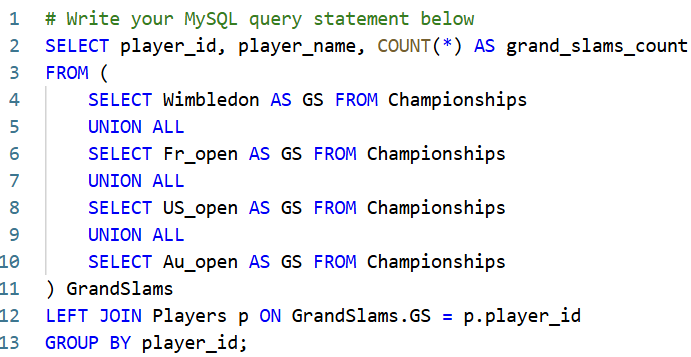 1 # Write your MySQL query statement below
2 SELECT player_id, player_name, COUNT(*) AS grand_slams_count
3 FROM (
4     SELECT Wimbledon AS GS FROM Championships
5     UNION ALL
6     SELECT Fr_open AS GS FROM Championships
7     UNION ALL
8     SELECT US_open AS GS FROM Championships
9     UNION ALL
10     SELECT Au_open AS GS FROM Championships
11 ) GrandSlams
12 LEFT JOIN Players p ON GrandSlams.GS = p.player_id
13 GROUP BY player_id;